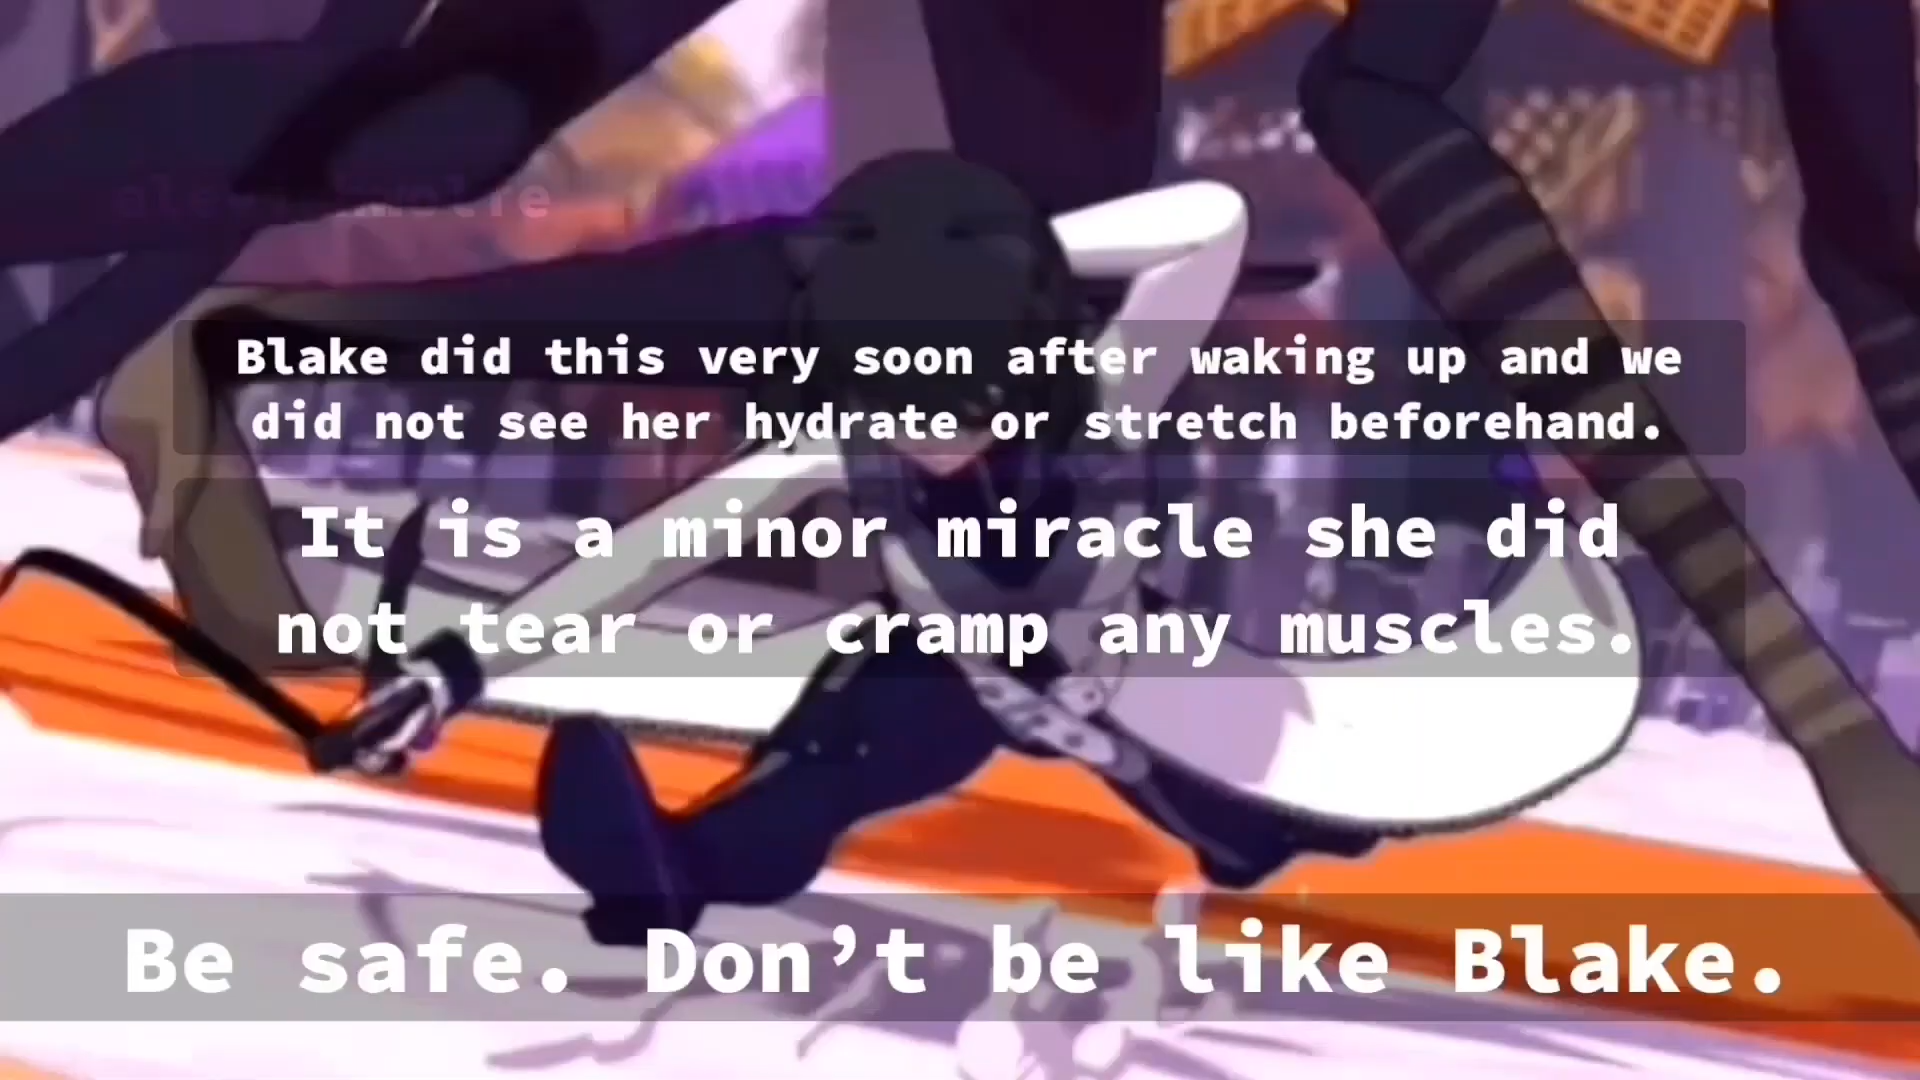 Blake did this very soon after waking up and we
did not see her hydrate or stretch beforehand.
It is a minor miracle she did
not tear or cramp any muscles.
Be safe. Don’t be like Blake.